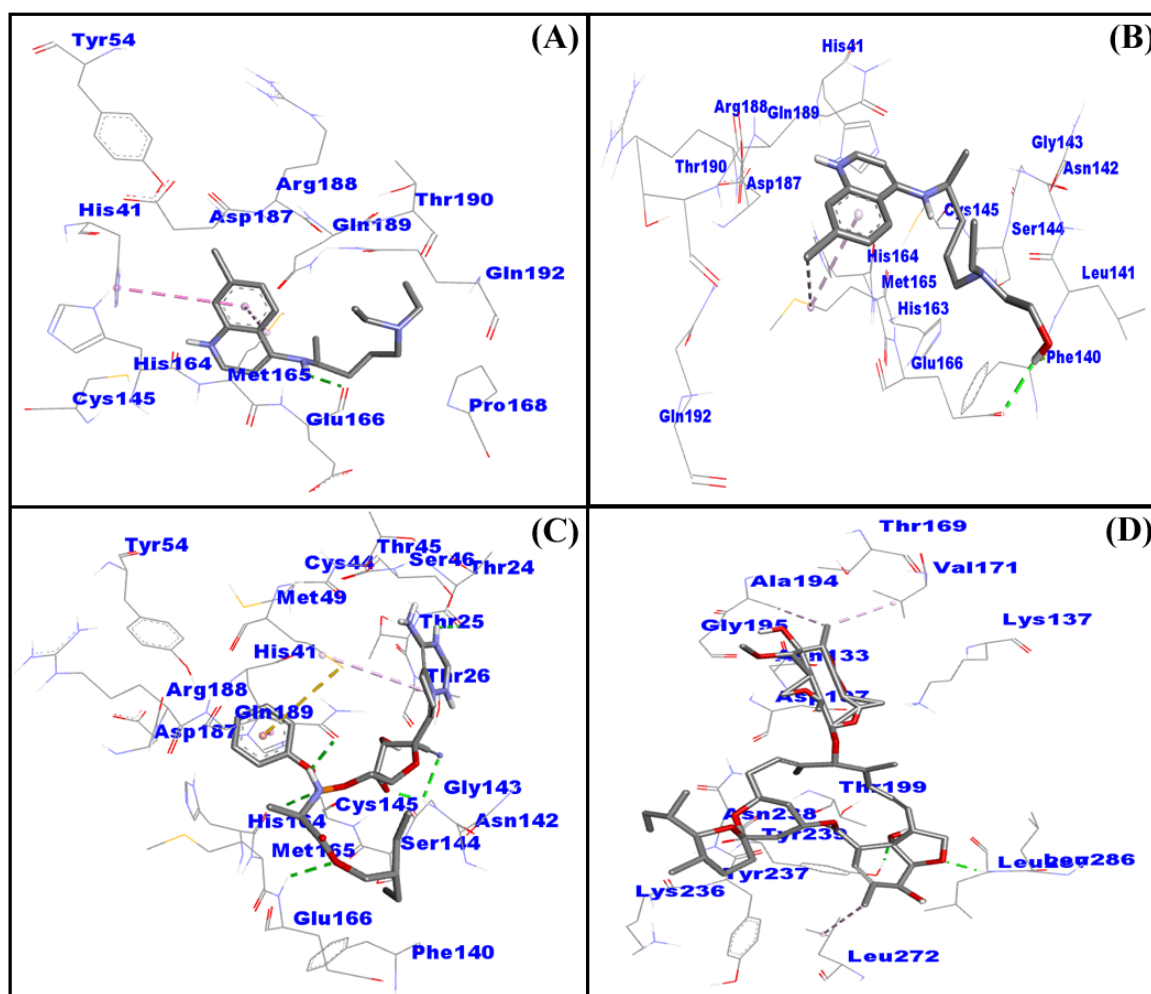 (A)
Tyr54
Arg188
Thr190
His41
Asp187
Gln189
Gln192
His164
Met165
Cys145
Glu166
Pro168
(B)
His41
Arg188
Gln189
Gly143
Asn142
Thr190
Asp187
Cys145
Ser144
His164
Met165
Leu141
His163
Glu166
Phe140
Gln192
(C)
Tyr54
Cys44
Thr45
Ser46
Thr24
Met49
Thr25
His41
Thr26
Arg188
Gln189
Asp187
Gly143
Cys145
Asn142
His164
Ser144
Met165
Glu166
Phe140
(D)
Thr169
Val171
Ala194
Lys137
Gly195
Thr199
Asn238
Tyr239
Tyr237
Leu286
Lys236
Leu272